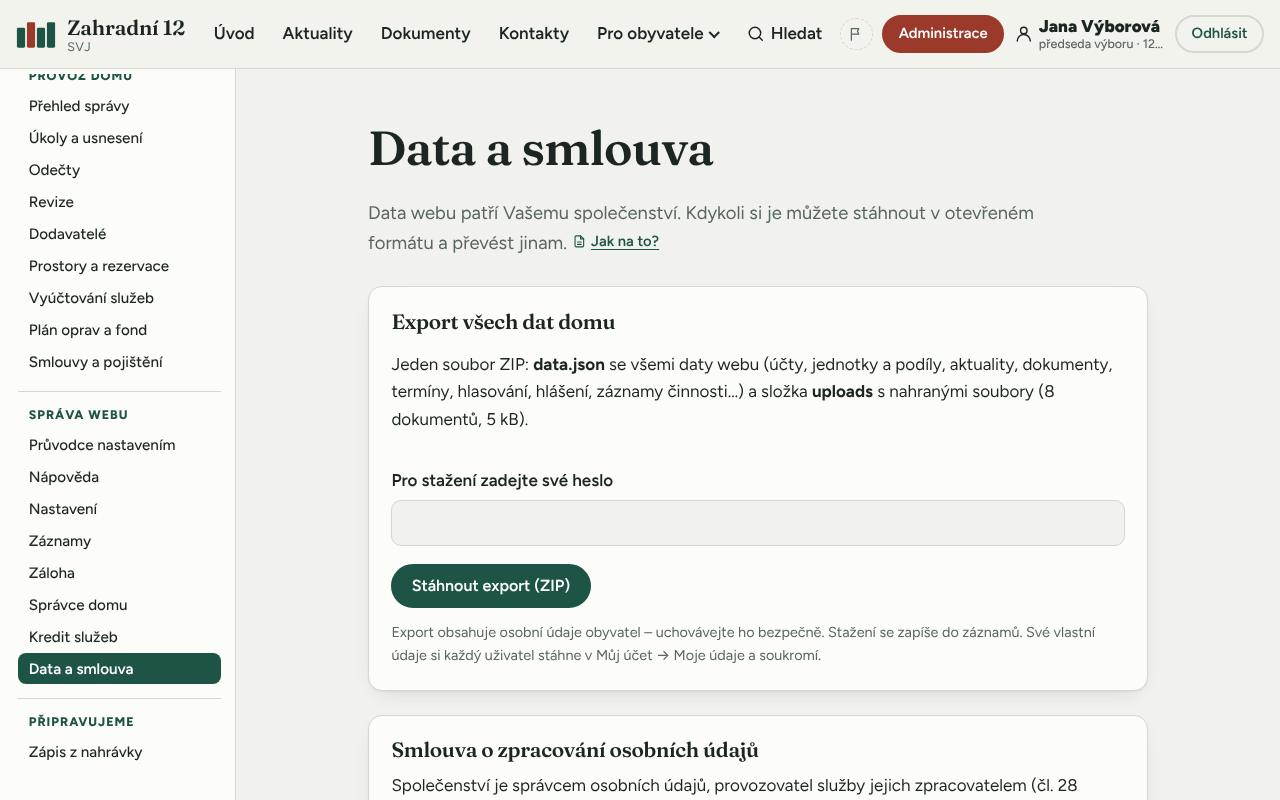 Zahradní 12
SVJ
Úvod
Aktuality
Dokumenty
Kontakty
Pro obyvatele
Hledat
Administrace
Jana Výborová
předseda výboru · 12…
Odhlásit
PROVOZ DOMU
Přehled správy
Úkoly a usnesení
Odečty
Revize
Dodavatelé
Prostory a rezervace
Vyúčtování služeb
Plán oprav a fond
Smlouvy a pojištění
SPRÁVA WEBU
Průvodce nastavením
Nápověda
Nastavení
Záznamy
Záloha
Správce domu
Kredit služeb
Data a smlouva
PŘIPRAVUJEME
Zápis z nahrávky
Data a smlouva
Data webu patří Vašemu společenství. Kdykoli si je můžete stáhnout v otevřeném
formátu a převést jinam. Jak na to?
Export všech dat domu
Jeden soubor ZIP: data.json se všemi daty webu (účty, jednotky a podíly, aktuality, dokumenty,
termíny, hlasování, hlášení, záznamy činnosti…) a složka uploads s nahranými soubory (8
dokumentů, 5 kB).
Pro stažení zadejte své heslo
Stáhnout export (ZIP)
Export obsahuje osobní údaje obyvatel – uchovávejte ho bezpečně. Stažení se zapíše do záznamů. Své vlastní
údaje si každý uživatel stáhne v Můj účet → Moje údaje a soukromí.
Smlouva o zpracování osobních údajů
Společenství je správcem osobních údajů, provozovatel služby jejich zpracovatelem (čl. 28